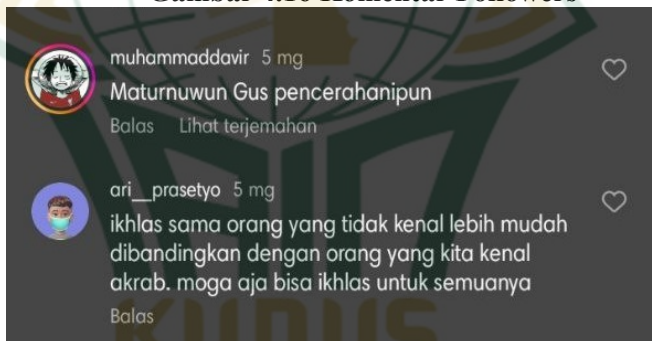 Gambar 4.10 Komentar Followers
muhammaddavir 5 mg
Maturnuwun Gus pencerahanipun
Balas Lihat terjemahan
ari__prasetyo 5 mg
ikhlas sama orang yang tidak kenal lebih mudah
dibandingkan dengan orang yang kita kenal
akrab. moga aja bisa ikhlas untuk semuanya
Balas
KUDUS